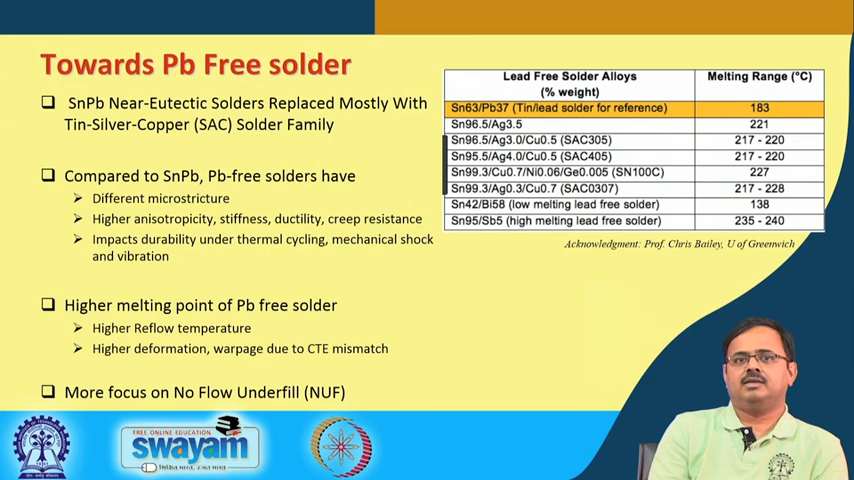 Towards Pb Free solder
SnPb Near-Eutectic Solders Replaced Mostly With
Tin-Silver-Copper (SAC) Solder Family
Compared to SnPb, Pb-free solders have
Different microstricture
Higher anisotropicity, stiffness, ductility, creep resistance
Impacts durability under thermal cycling, mechanical shock
and vibration
Higher melting point of Pb free solder
Higher Reflow temperature
Higher deformation, warpage due to CTE mismatch
More focus on No Flow Underfill (NUF)
Lead Free Solder Alloys
(% weight)
Melting Range (°C)
Sn63/Pb37 (Tin/lead solder for reference) 183
Sn96.5/Ag3.5 221
Sn96.5/Ag3.0/Cu0.5 (SAC305) 217 - 220
Sn95.5/Ag4.0/Cu0.5 (SAC405) 217 - 220
Sn99.3/Cu0.7/Ni0.06/Ge0.005 (SN100C) 227
Sn99.3/Ag0.3/Cu0.7 (SAC0307) 217 - 228
Sn42/Bi58 (low melting lead free solder) 138
Sn95/Sb5 (high melting lead free solder) 235 - 240
Acknowledgment: Prof. Chris Bailey, U of Greenwich
FREE ONLINE EDUCATION
swayam